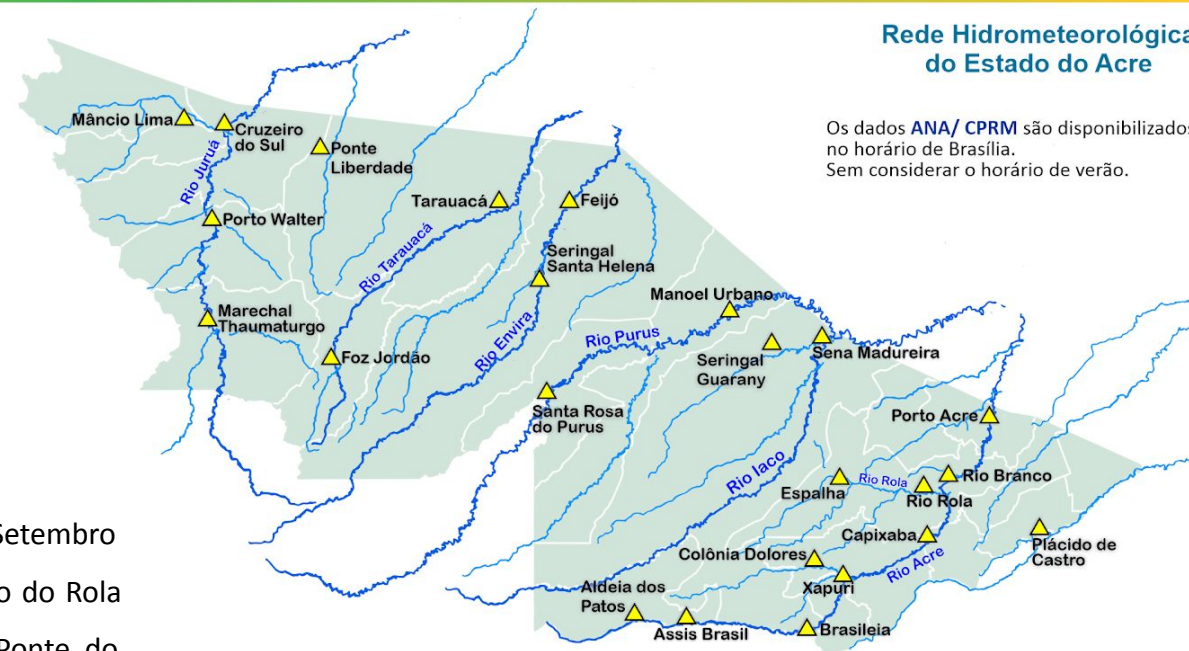 Rede Hidrometeorológica
do Estado do Acre
Os dados ANA/ CPRM são disponibilizados
no horário de Brasília.
Sem considerar o horário de verão.
Mâncio Lima
Cruzeiro
do Sul
Ponte
Liberdade
Rio Juruá
Tarauacá
Feijó
Porto Walter
Rio Tarauacá
Seringal
Santa Helena
Manoel Urbano
Marechal
Thaumaturgo
Rio Envira
Rio Purus
Foz Jordão
Seringal
Guarany
Sena Madureira
Santa Rosa
do Purus
Porto Acre
Rio Iaco
Espalha
Rio Rola
Rio Branco
Rio Rola
Capixaba
Plácido de
Castro
Colônia Dolores
Rio Acre
Xapuri
Aldeia dos
Patos
Assis Brasil
Brasileia
Setembro
do Rola
Ponte do